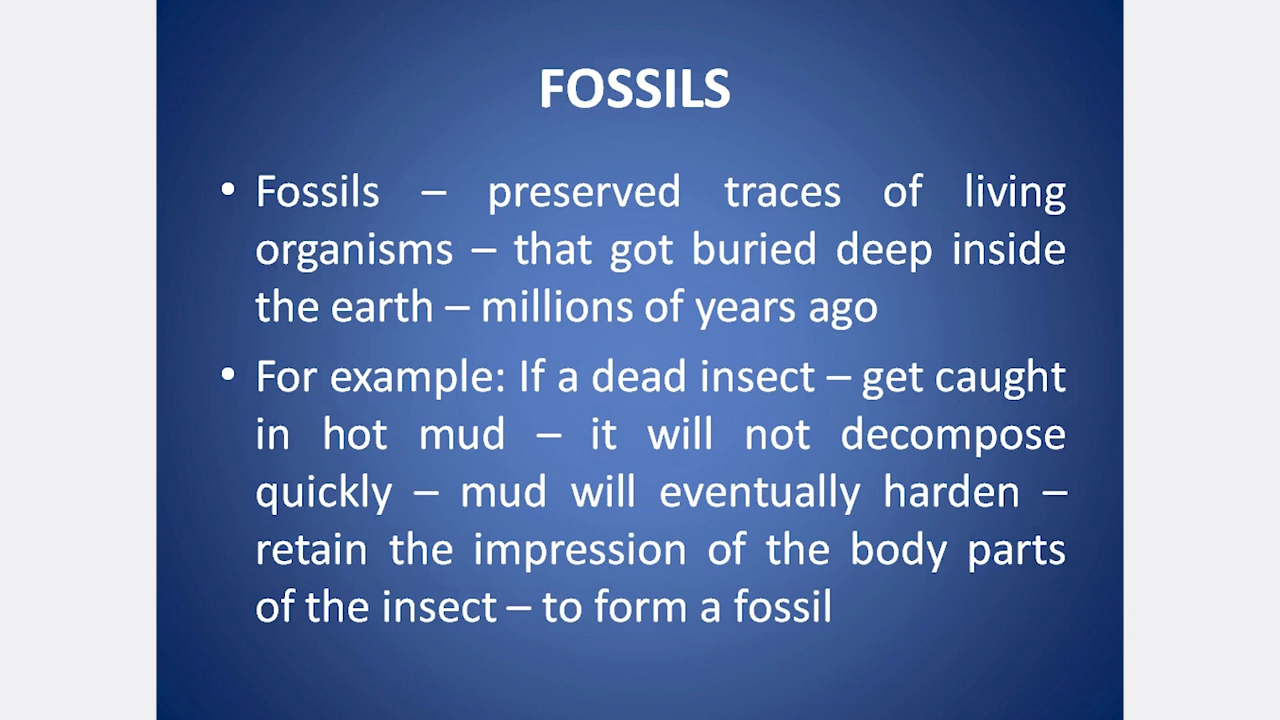 FOSSILS
• Fossils – preserved traces of living
organisms – that got buried deep inside
the earth – millions of years ago
• For example: If a dead insect – get caught
in hot mud – it will not decompose
quickly – mud will eventually harden –
retain the impression of the body parts
of the insect – to form a fossil